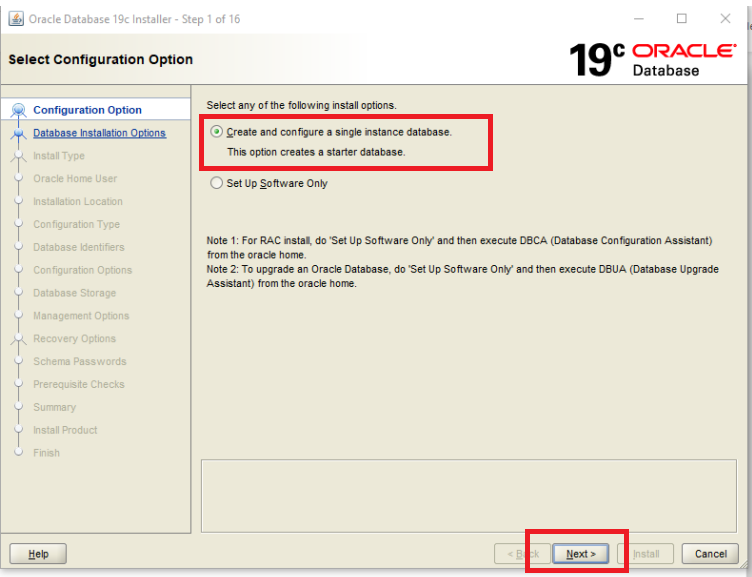 Oracle Database 19c Installer - Step 1 of 16
Select Configuration Option
19c ORACLE
Database
Configuration Option
Database Installation Options
Install Type
Oracle Home User
Installation Location
Configuration Type
Database Identifiers
Configuration Options
Database Storage
Management Options
Recovery Options
Schema Passwords
Prerequisite Checks
Summary
Install Product
Finish
Select any of the following install options.
Create and configure a single instance database.
This option creates a starter database.
Set Up Software Only
Note 1: For RAC install, do 'Set Up Software Only' and then execute DBCA (Database Configuration Assistant)
from the oracle home.
Note 2: To upgrade an Oracle Database, do 'Set Up Software Only' and then execute DBUA (Database Upgrade
Assistant) from the oracle home.
Help
< Back
Next >
Install
Cancel